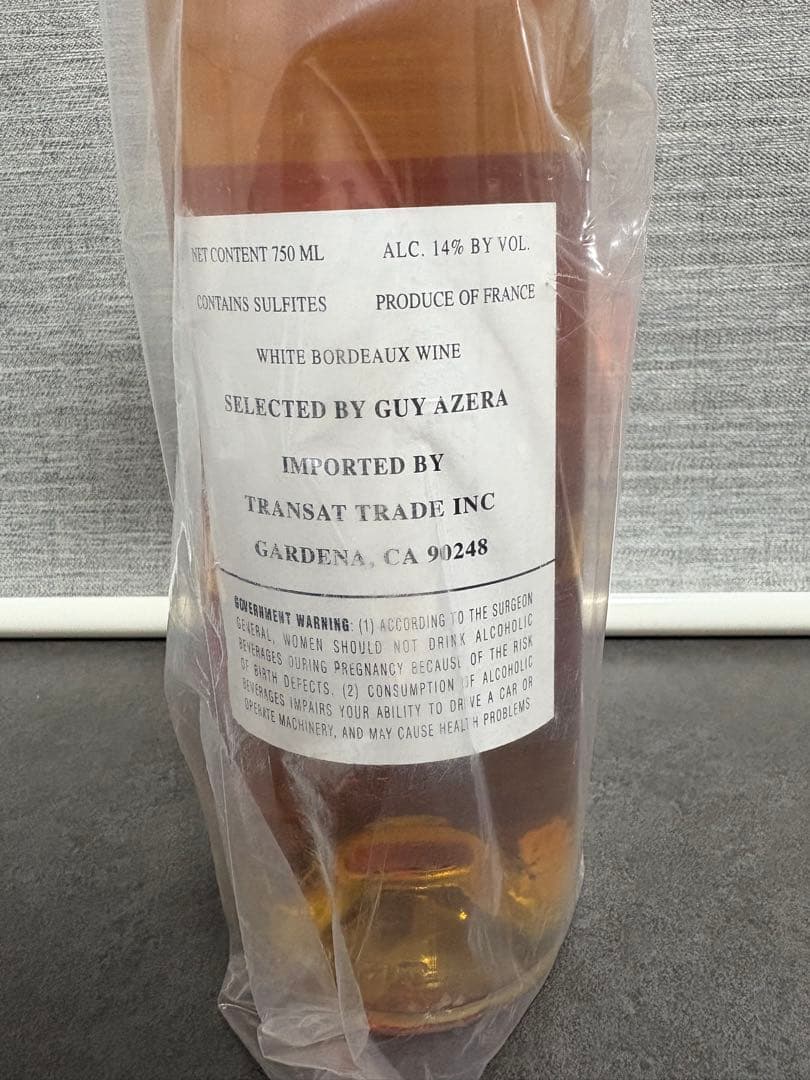 NET CONTENT 750 ML ALC. 14% BY VOL.
CONTAINS SULFITES PRODUCE OF FRANCE
WHITE BORDEAUX WINE
SELECTED BY GUY AZERA
IMPORTED BY
TRANSAT TRADE INC
GARDENA, CA 90248
GOVERNMENT WARNING: (1) ACCORDING TO THE SURGEON
GENERAL, WOMEN SHOULD NOT DRINK ALCOHOLIC
BEVERAGES DURING PREGNANCY BECAUSE OF THE RISK
OF BIRTH DEFECTS. (2) CONSUMPTION OF ALCOHOLIC
BEVERAGES IMPAIRS YOUR ABILITY TO DRIVE A CAR OR
OPERATE MACHINERY, AND MAY CAUSE HEALTH PROBLEMS